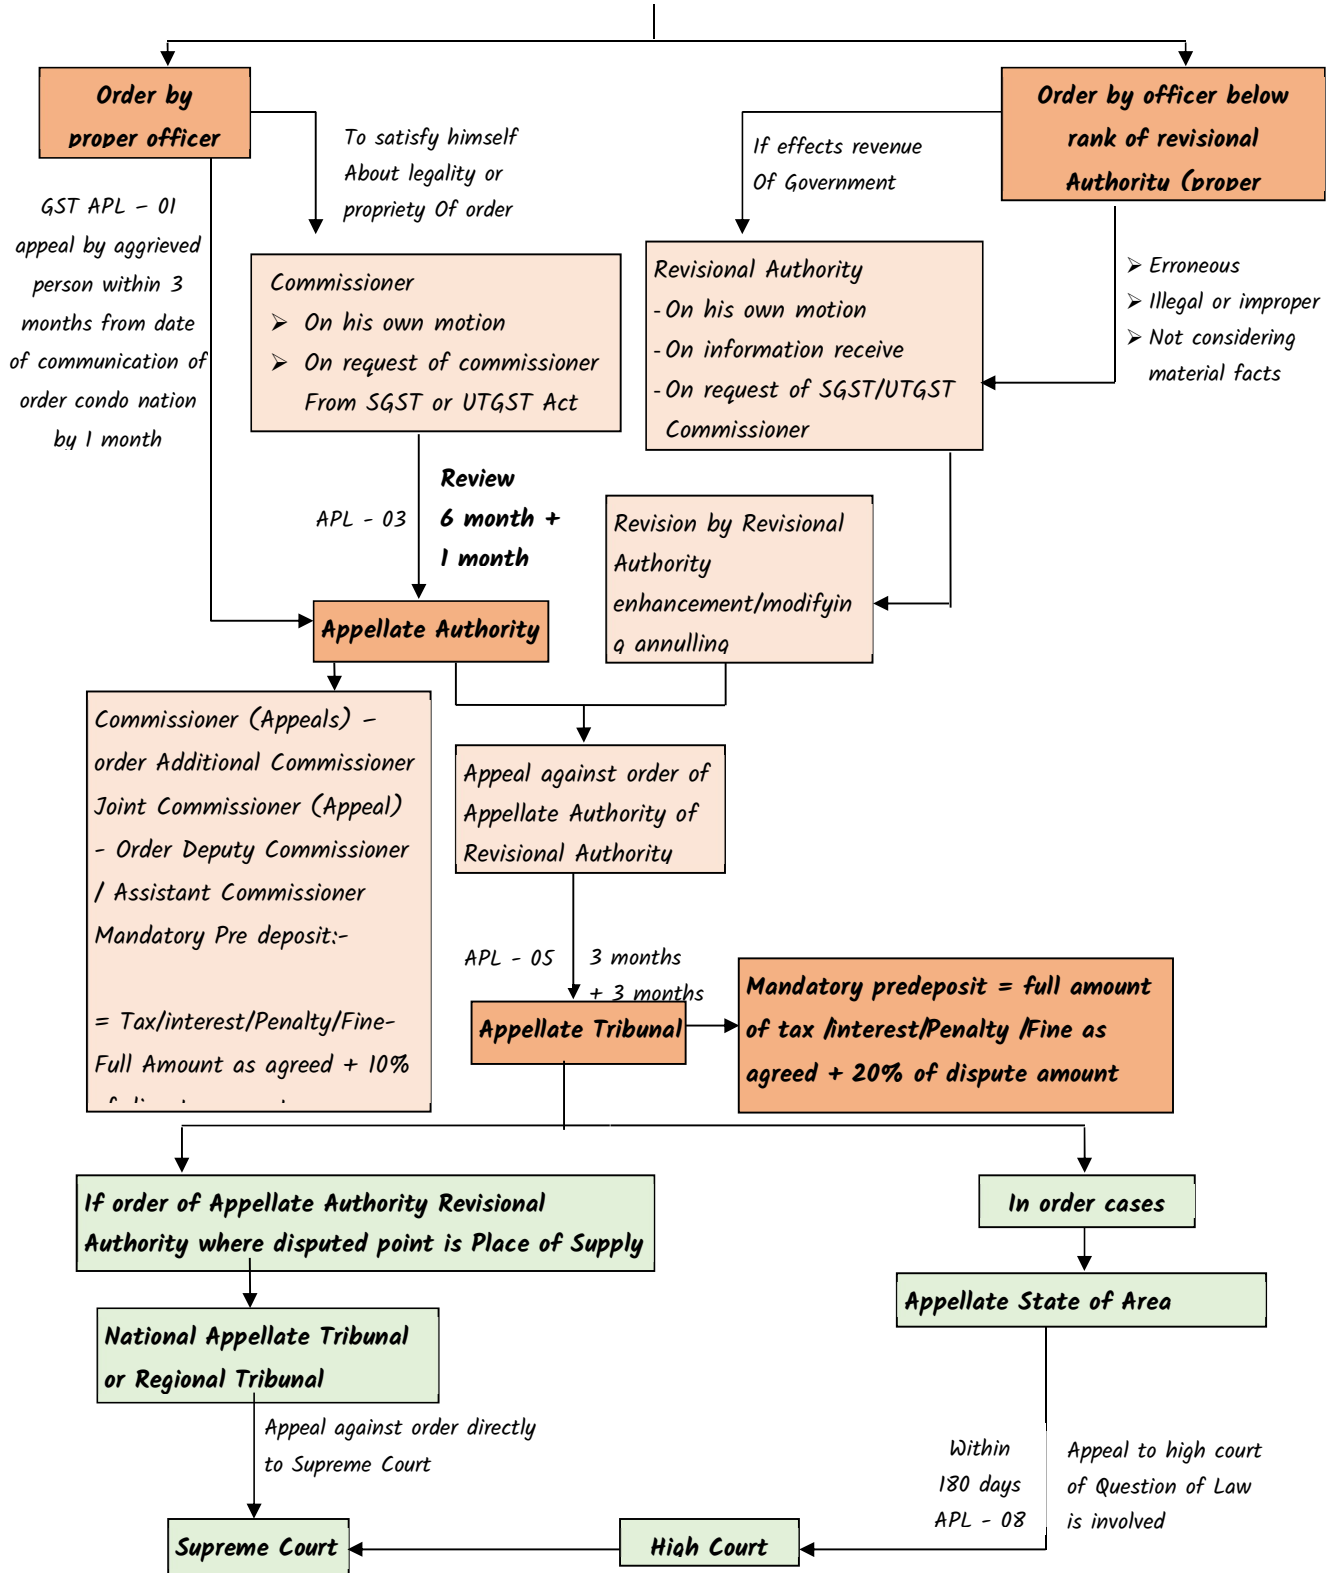 Order by
proper officer
Order by officer below
rank of revisional
Authority (proper
To satisfy himself
About legality or
propriety Of order
If effects revenue
Of Government
GST APL – 01
appeal by aggrieved
person within 3
months from date
of communication of
order condo nation
by 1 month
Commissioner
➢ On his own motion
➢ On request of commissioner
From SGST or UTGST Act
Revisional Authority
- On his own motion
- On information receive
- On request of SGST/UTGST
Commissioner
➢ Erroneous
➢ Illegal or improper
➢ Not considering
material facts
APL - 03
Review
6 month +
1 month
Revision by Revisional
Authority
enhancement/modifyin
g annulling
Appellate Authority
Commissioner (Appeals) –
order Additional Commissioner
Joint Commissioner (Appeal)
- Order Deputy Commissioner
/ Assistant Commissioner
Mandatory Pre deposit:-
= Tax/interest/Penalty/Fine-
Full Amount as agreed + 10%
Appeal against order of
Appellate Authority of
Revisional Authority
APL - 05
3 months
+ 3 months
Appellate Tribunal
Mandatory predeposit = full amount
of tax /interest/Penalty /Fine as
agreed + 20% of dispute amount
If order of Appellate Authority Revisional
Authority where disputed point is Place of Supply
In order cases
National Appellate Tribunal
or Regional Tribunal
Appellate State of Area
Appeal against order directly
to Supreme Court
Within
180 days
APL - 08
Appeal to high court
of Question of Law
is involved
Supreme Court
High Court